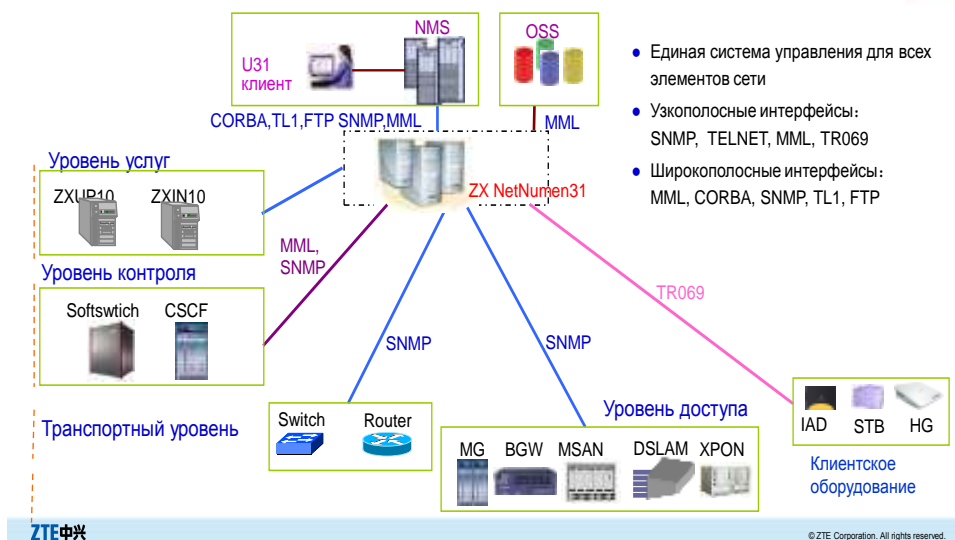 NMS
OSS
U31
клиент
CORBA,TL1,FTP SNMP,MML
MML
ZX NetNumen31
● Единая система управления для всех
элементов сети
● Узкополосные интерфейсы:
SNMP, TELNET, MML, TR069
● Широкополосные интерфейсы:
MML, CORBA, SNMP, TL1, FTP
Уровень услуг
ZXUP10 ZXIN10
MML,
SNMP
Уровень контроля
Softswtich CSCF
TR069
SNMP
SNMP
Транспортный уровень
Switch Router
Уровень доступа
MG BGW MSAN DSLAM XPON
IAD STB HG
Клиентское
оборудование
ZTE中兴
© ZTE Corporation. All rights reserved.